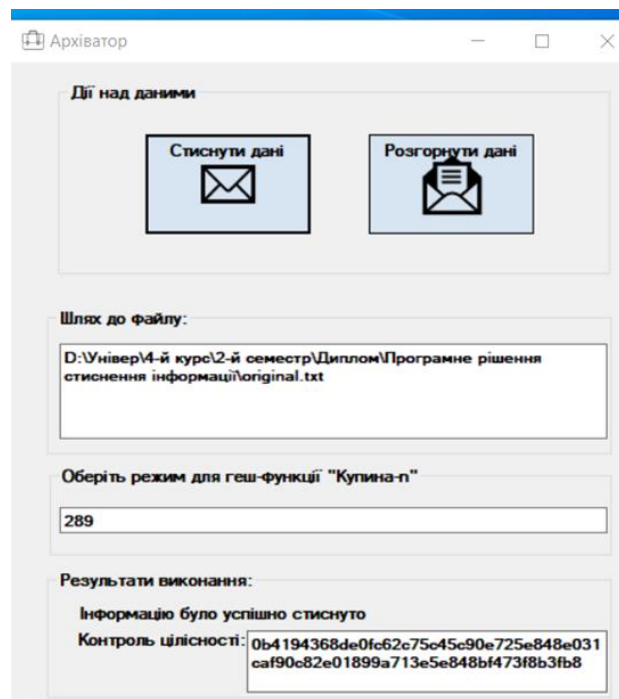 Архіватор
Дії над даними
Стиснути дані
Розгорнути дані
Шлях до файлу:
D:\Універ\4-й курс\2-й семестр\Диплом\Програмне рішення
стиснення інформації\original.txt
Оберіть режим для геш-функції "Купина-n"
289
Результати виконання:
Інформацію було успішно стиснуто
Контроль цілісності:
0b4194368de0fc62c75c45c90e725e848e031
caf90c82e01899a713e5e848bf473f8b3fb8